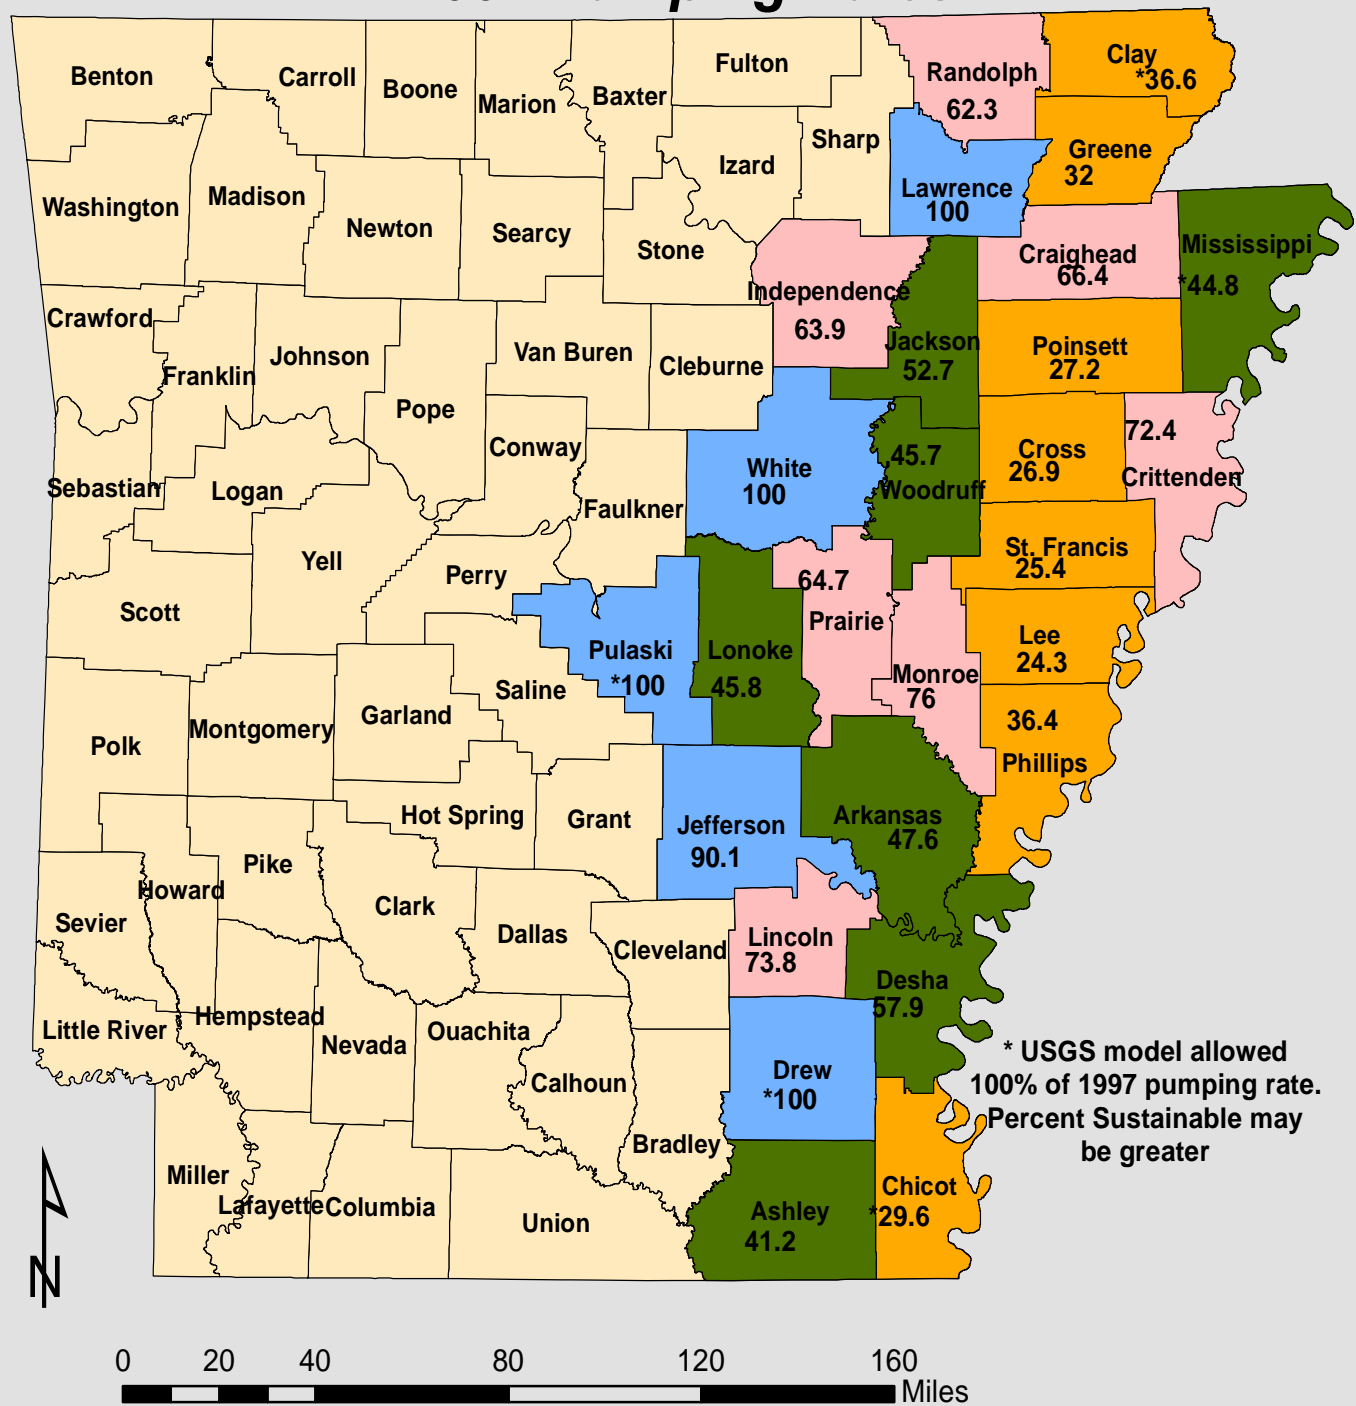 Benton
Carroll
Boone
Marion
Baxter
Fulton
Randolph
62.3
Clay
*36.6
Sharp
Izard
Greene
32
Washington
Madison
Newton
Searcy
Stone
Lawrence
100
Craighead
66.4
Mississippi
*44.8
Independence
63.9
Crawford
Franklin
Johnson
Pope
Van Buren
Cleburne
Jackson
52.7
Poinsett
27.2
Conway
White
100
45.7
Woodruff
Cross
26.9
72.4
Crittenden
Sebastian
Logan
Faulkner
Yell
Perry
St. Francis
25.4
Scott
Pulaski
*100
Lonoke
45.8
64.7
Prairie
Monroe
76
Lee
24.3
Saline
Garland
Montgomery
Polk
36.4
Phillips
Hot Spring
Grant
Jefferson
90.1
Arkansas
47.6
Pike
Howard
Clark
Sevier
Dallas
Cleveland
Lincoln
73.8
Desha
57.9
Little River
Hempstead
Nevada
Ouachita
Calhoun
Drew
*100
* USGS model allowed
100% of 1997 pumping rate.
Percent Sustainable may
be greater
Bradley
Miller
Lafayette
Columbia
Union
Ashley
41.2
Chicot
*29.6
N
0 20 40 80 120 160
Miles